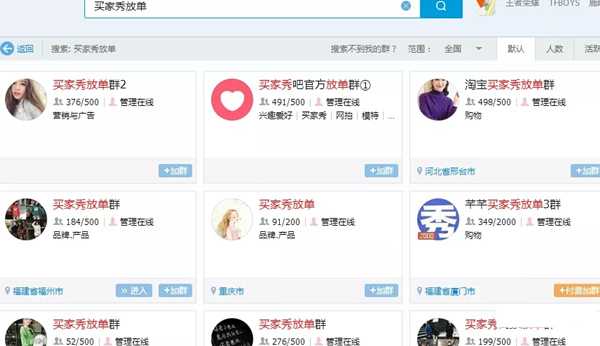 买家秀放单
王者荣耀 TFBOYS
返回 搜索: 买家秀放单 搜索不到我的群？ 范围： 全国 默认 人数
买家秀放单群2
376/500 管理在线
营销与广告
+加群
买家秀吧官方放单群①
491/500 管理在线
兴趣爱好 | 买家秀 | 网拍 | 模特 | ...
+加群
淘宝买家秀放单群
498/500 管理在线
购物
河北省邢台市 +加群
买家秀放单群
184/500 管理在线
品牌.产品
福建省福州市 进入 +加群
买家秀放单
91/200 管理在线
品牌.产品
重庆市 +加群
芊芊买家秀放单3群
秀
2000
349/2000 管理在线
购物
福建省厦门市 +付费加群
买家秀放单群
52/500 管理在线
买家秀放单群
276/500 管理在线
买家秀放单群
199/500 管理在线